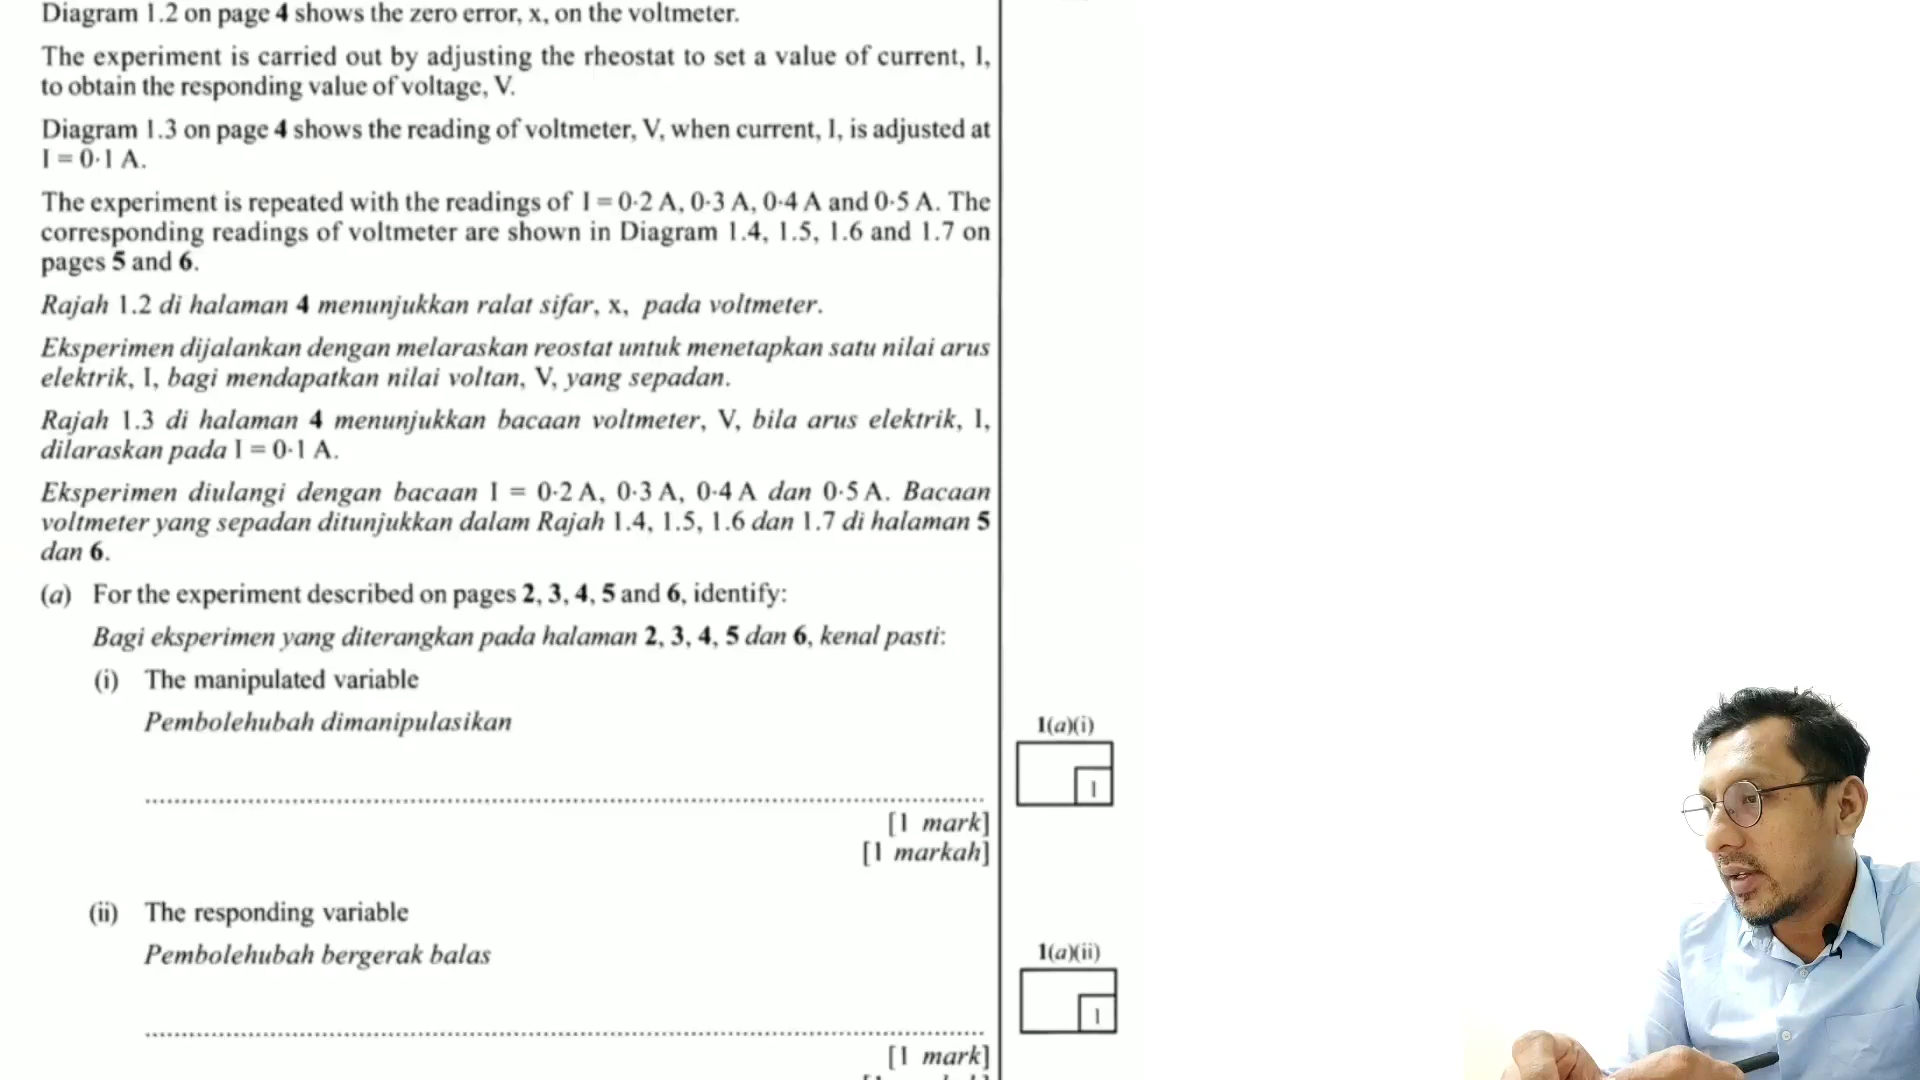 Diagram 1.2 on page 4 shows the zero error, x, on the voltmeter.
The experiment is carried out by adjusting the rheostat to set a value of current, I,
to obtain the responding value of voltage, V.
Diagram 1.3 on page 4 shows the reading of voltmeter, V, when current, I, is adjusted at
I = 0·1 A.
The experiment is repeated with the readings of I = 0·2 A, 0·3 A, 0·4 A and 0·5 A. The
corresponding readings of voltmeter are shown in Diagram 1.4, 1.5, 1.6 and 1.7 on
pages 5 and 6.
Rajah 1.2 di halaman 4 menunjukkan ralat sifar, x, pada voltmeter.
Eksperimen dijalankan dengan melaraskan reostat untuk menetapkan satu nilai arus
elektrik, I, bagi mendapatkan nilai voltan, V, yang sepadan.
Rajah 1.3 di halaman 4 menunjukkan bacaan voltmeter, V, bila arus elektrik, I,
dilaraskan pada I = 0·1 A.
Eksperimen diulangi dengan bacaan I = 0·2 A, 0·3 A, 0·4 A dan 0·5 A. Bacaan
voltmeter yang sepadan ditunjukkan dalam Rajah 1.4, 1.5, 1.6 dan 1.7 di halaman 5
dan 6.
(a) For the experiment described on pages 2, 3, 4, 5 and 6, identify:
Bagi eksperimen yang diterangkan pada halaman 2, 3, 4, 5 dan 6, kenal pasti:
(i) The manipulated variable
Pembolehubah dimanipulasikan
1(a)(i)
1
[1 mark]
[1 markah]
(ii) The responding variable
Pembolehubah bergerak balas
1(a)(ii)
1
[1 mark]